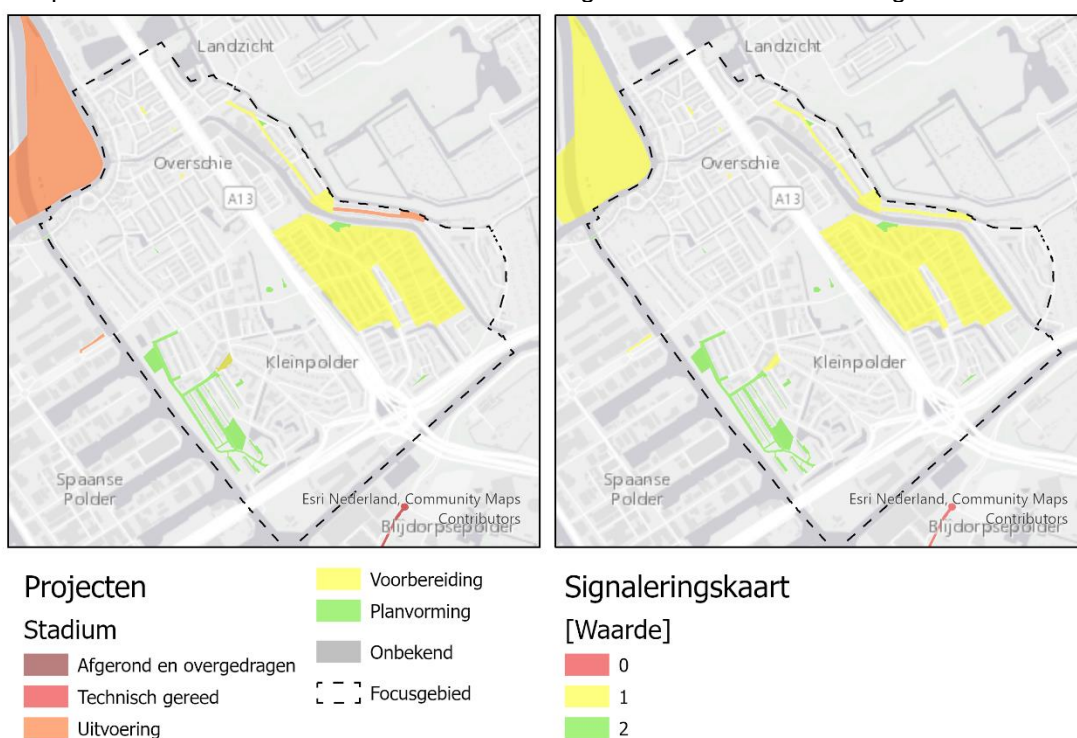 Landzicht
Overschie
A13
Kleinpolder
Spaanse
Polder
Esri Nederland, Community Maps
Contributors
Blijdorpsepolder
Landzicht
Overschie
A13
Kleinpolder
Spaanse
Polder
Esri Nederland, Community Maps
Contributors
Blijdorpsepolder
Projecten
Stadium
Afgerond en overgedragen
Technisch gereed
Uitvoering
Voorbereiding
Planvorming
Onbekend
Focusgebied
Signaleringskaart
[Waarde]
0
1
2